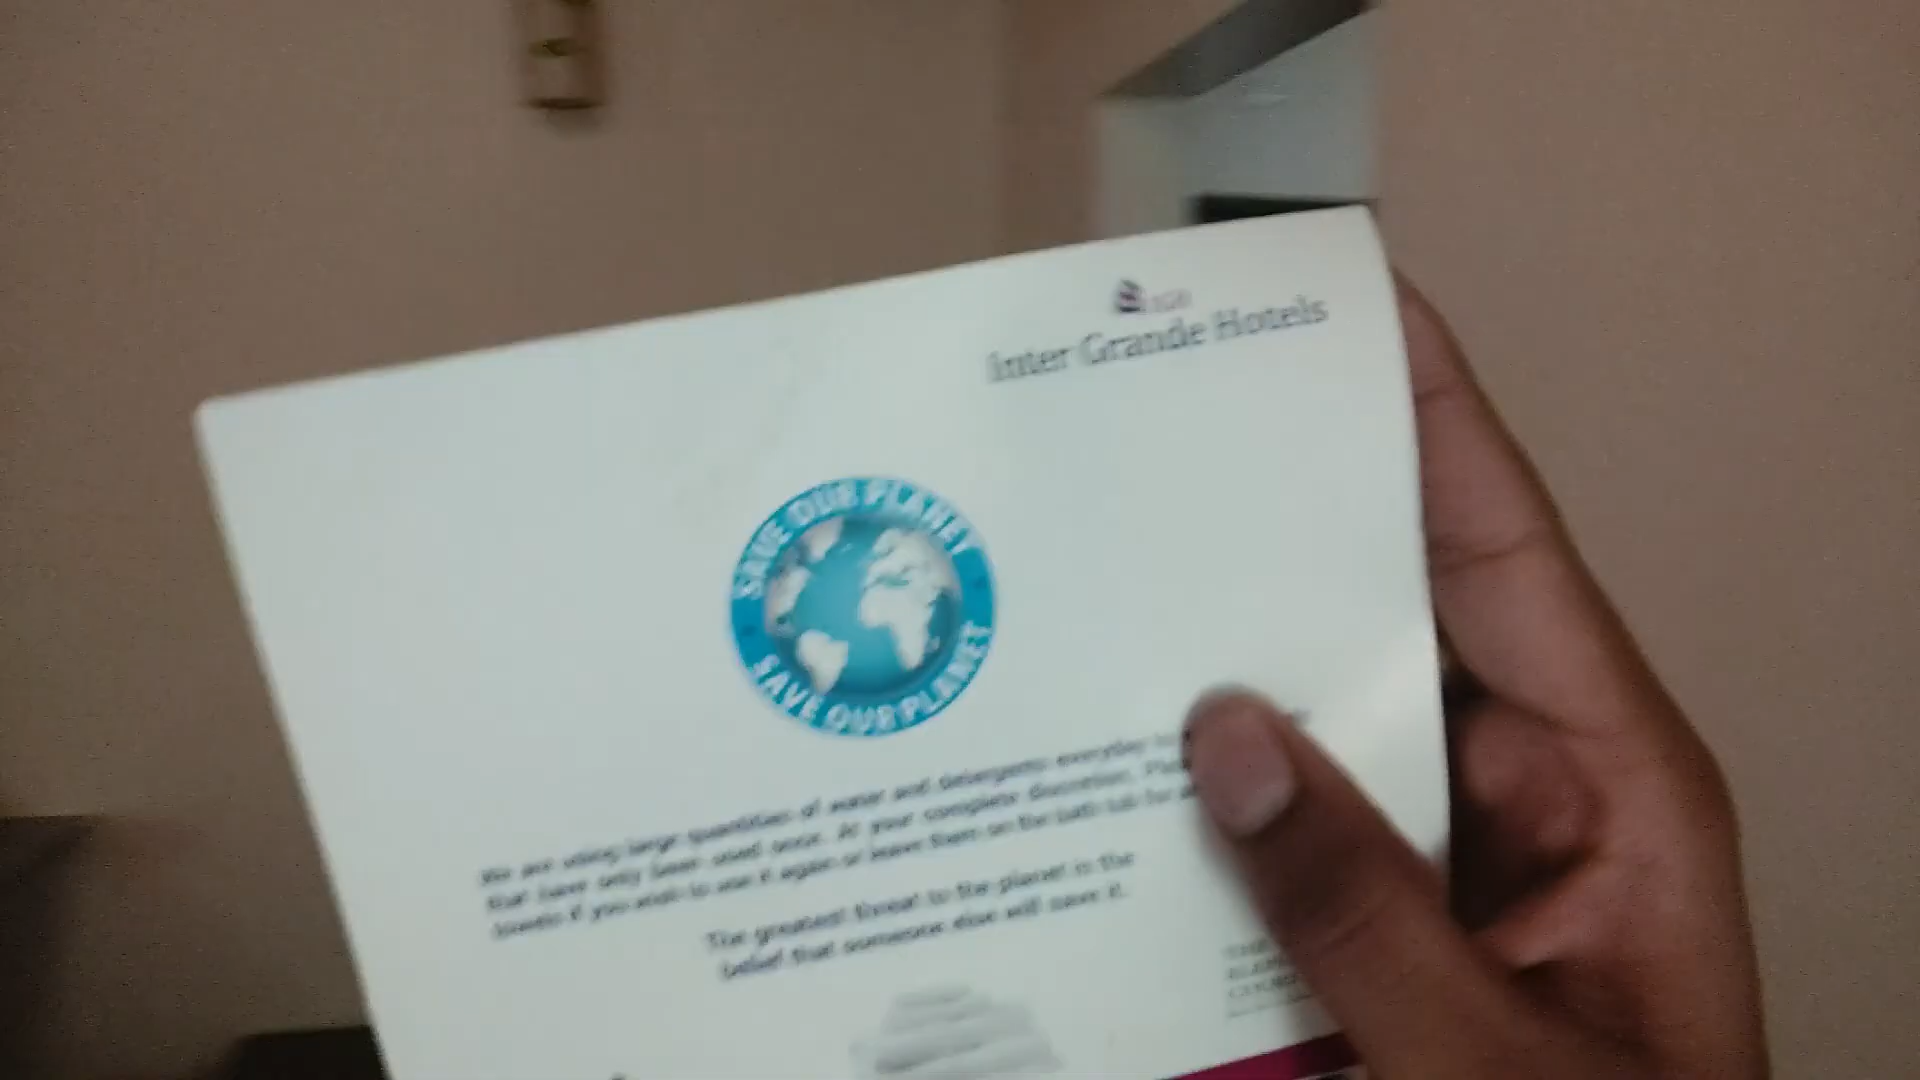 IGH
Inter Grande Hotels
SAVE OUR PLANET
SAVE OUR PLANET
We are using large quantities of water and detergents everyday
that have only been used once. At your complete discretion.
towels if you wish to use it again or leave them on the bath tub for
The greatest threat to the planet is the
belief that someone else will save it.